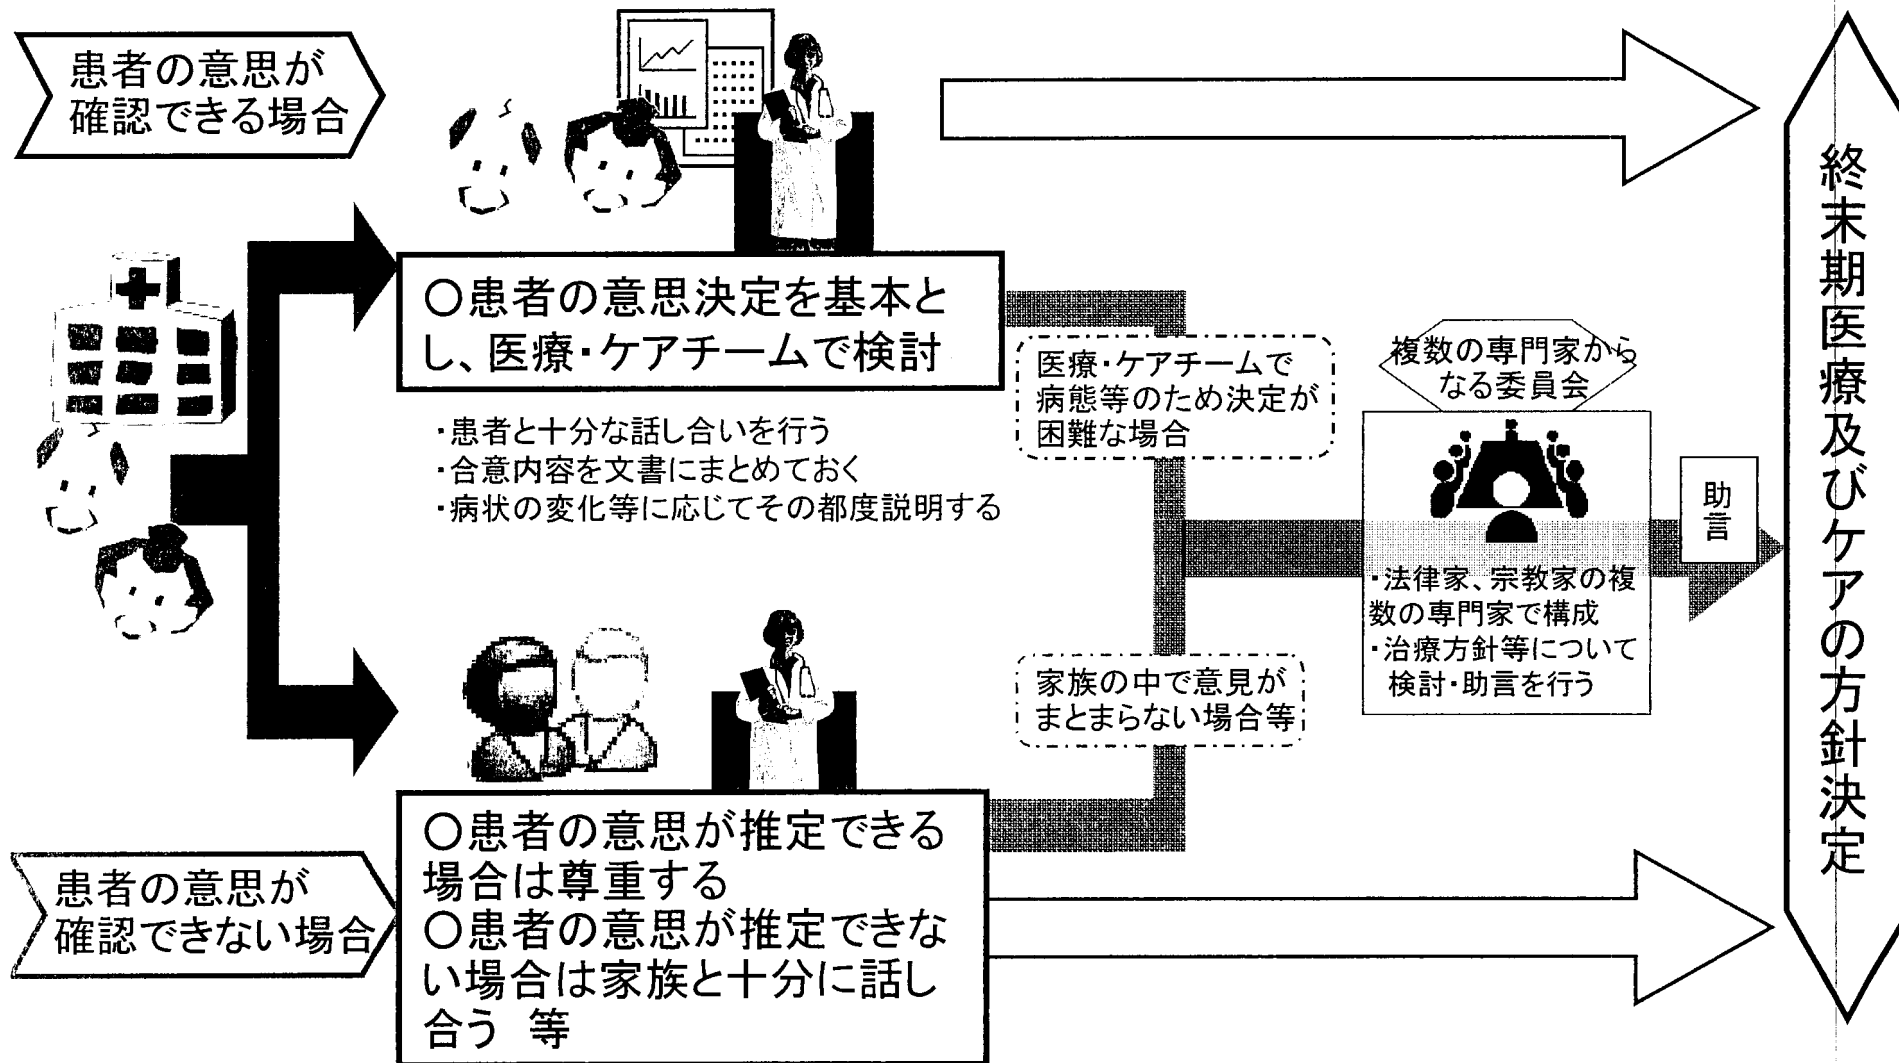 患者の意思が
確認できる場合
○患者の意思決定を基本と
し、医療・ケアチームで検討
・患者と十分な話し合いを行う
・合意内容を文書にまとめておく
・病状の変化等に応じてその都度説明する
医療・ケアチームで
病態等のため決定が
困難な場合
複数の専門家から
なる委員会
・法律家、宗教家の複
数の専門家で構成
・治療方針等について
検討・助言を行う
助言
家族の中で意見が
まとまらない場合等
患者の意思が
確認できない場合
○患者の意思が推定できる
場合は尊重する
○患者の意思が推定できな
い場合は家族と十分に話し
合う 等
終末期医療及びケアの方針決定